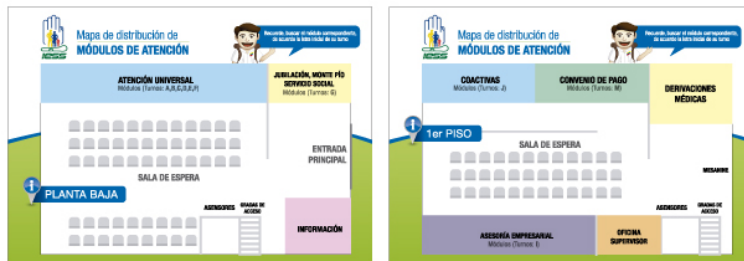 Mapa de distribución de
MÓDULOS DE ATENCIÓN
Recuerde, buscar el módulo correspondiente,
de acuerdo la letra inicial de su turno
ATENCIÓN UNIVERSAL
Módulos (Turnos: A,B,C,D,E,F)
JUBILACIÓN, MONTE PÍO
SERVICIO SOCIAL
Módulos (Turnos: G)
ENTRADA
PRINCIPAL
SALA DE ESPERA
PLANTA BAJA
ASENSORES
GRADAS DE
ACCESO
INFORMACIÓN
Mapa de distribución de
MÓDULOS DE ATENCIÓN
Recuerde, buscar el módulo correspondiente,
de acuerdo la letra inicial de su turno
COACTIVAS
Módulos (Turnos: J)
CONVENIO DE PAGO
Módulos (Turnos: M)
DERIVACIONES
MÉDICAS
1er PISO
SALA DE ESPERA
MESANINE
ASENSORES
GRADAS DE
ACCESO
ASESORÍA EMPRESARIAL
Módulos (Turnos: I)
OFICINA
SUPERVISOR